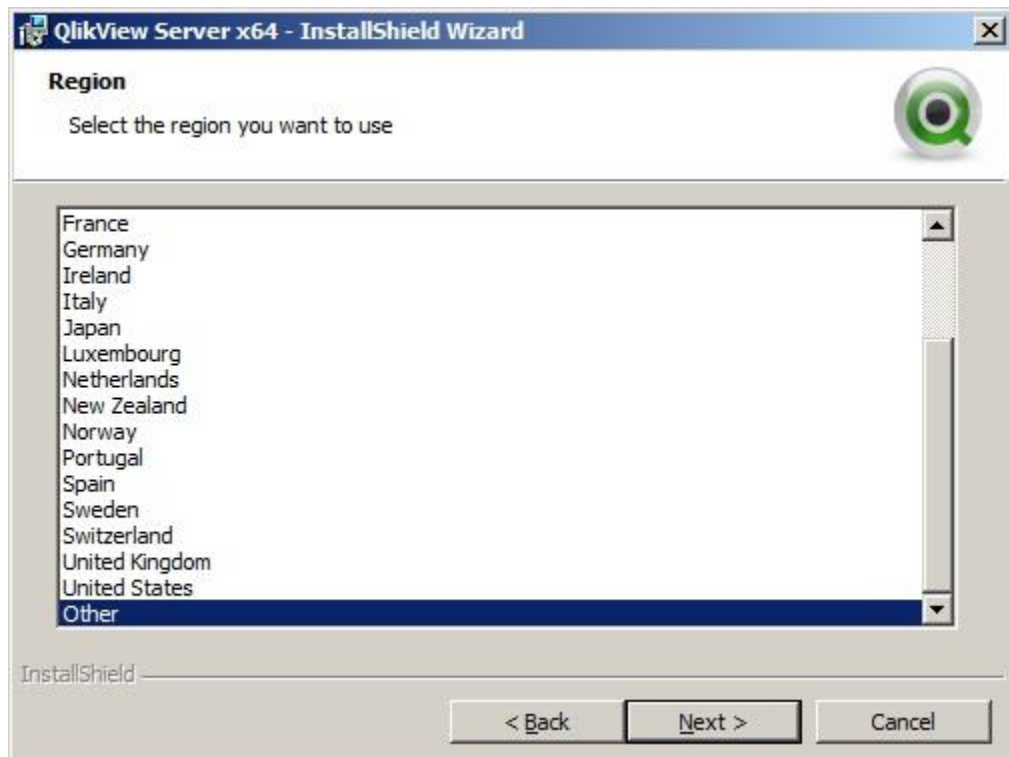 QlikView Server x64 - InstallShield Wizard
Region
Select the region you want to use
France
Germany
Ireland
Italy
Japan
Luxembourg
Netherlands
New Zealand
Norway
Portugal
Spain
Sweden
Switzerland
United Kingdom
United States
Other
InstallShield
< Back
Next >
Cancel